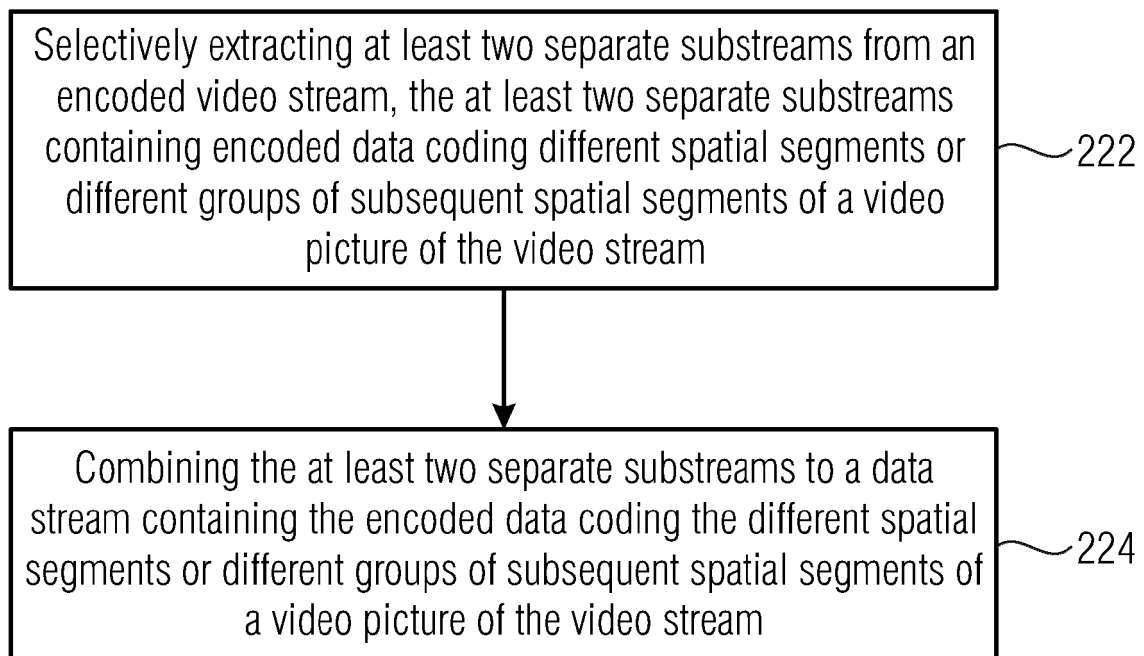 Selectively extracting at least two separate substreams from an
encoded video stream, the at least two separate substreams
containing encoded data coding different spatial segments or
different groups of subsequent spatial segments of a video
picture of the video stream
222
Combining the at least two separate substreams to a data
stream containing the encoded data coding the different spatial
segments or different groups of subsequent spatial segments of
a video picture of the video stream
224